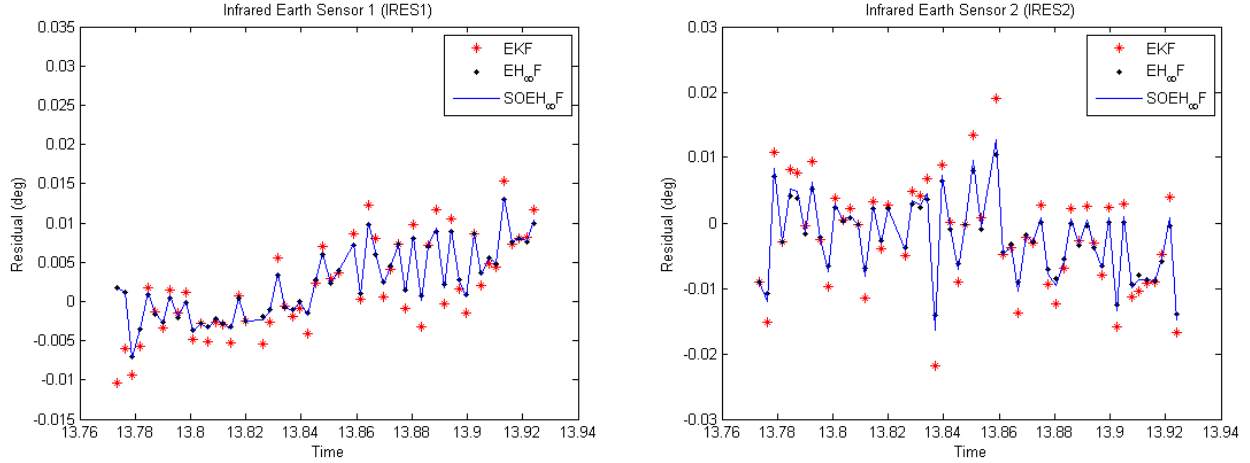 Infrared Earth Sensor 1 (IRES1)
0.035
0.03
0.025
0.02
0.015
0.01
0.005
0
-0.005
-0.01
-0.015
Residual (deg)
13.76 13.78 13.8 13.82 13.84 13.86 13.88 13.9 13.92 13.94
Time
EKF
EH∞F
SOEH∞F
Infrared Earth Sensor 2 (IRES2)
0.03
0.02
0.01
0
-0.01
-0.02
-0.03
Residual (deg)
13.76 13.78 13.8 13.82 13.84 13.86 13.88 13.9 13.92 13.94
Time
EKF
EH∞F
SOEH∞F